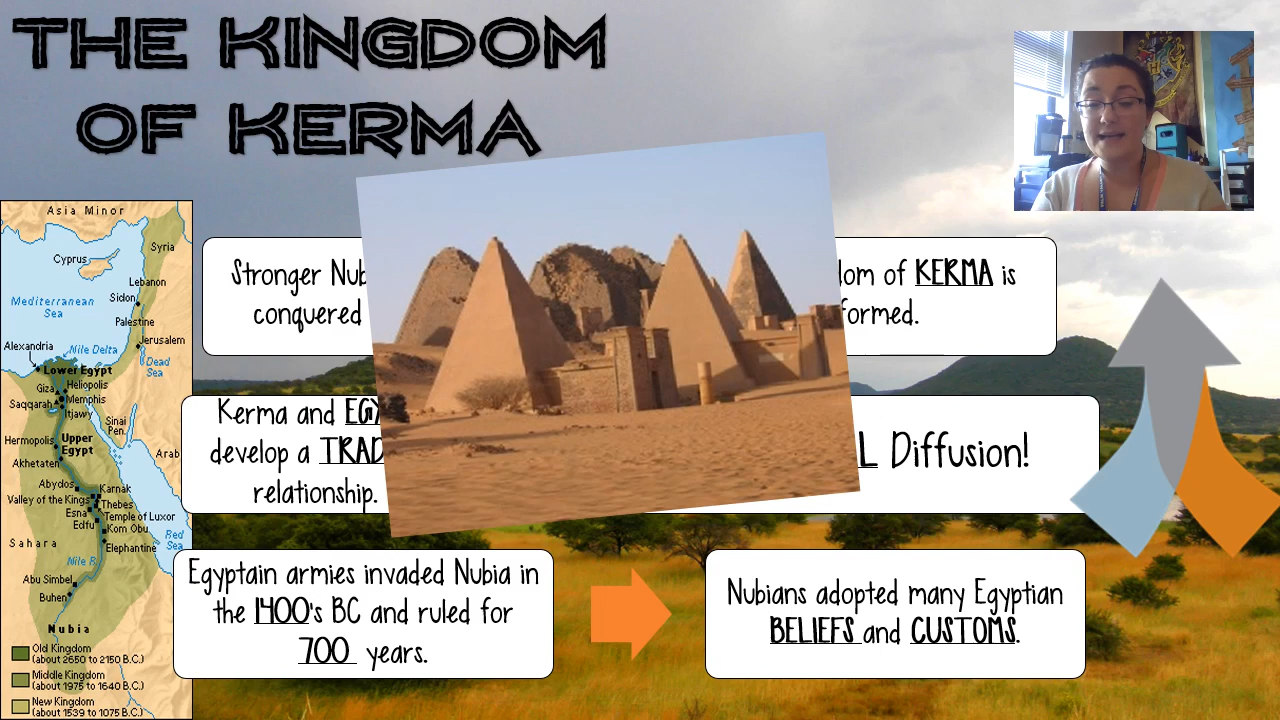 THE KINGDOM
OF KERMA
Asia Minor
Syria
Cyprus
Lebanon
Mediterranean
Sea
Sidon
Palestine
Jerusalem
Alexandria
Nile Delta
Dead
Sea
Lower Egypt
Giza
Heliopolis
Saqqarah
Memphis
Itjawy
Sinai
Pen.
Hermopolis
Upper
Egypt
Arab
Akhetaten
Abydos
Karnak
Valley of the Kings
Thebes
Esna
Temple of Luxor
Edfu
Kom Obu
Red
Sea
Sahara
Elephantine
Nile R.
Abu Simbel
Buhen
Nubia
Old Kingdom
(about 2650 to 2150 B.C.)
Middle Kingdom
(about 1975 to 1640 B.C.)
New Kingdom
(about 1539 to 1075 B.C.)
Stronger Nub
conquered
dom of KERMA is
formed.
Kerma and EGY
develop a TRAD
relationship.
L Diffusion!
Egyptain armies invaded Nubia in
the 1400's BC and ruled for
700 years.
Nubians adopted many Egyptian
BELIEFS and CUSTOMS.